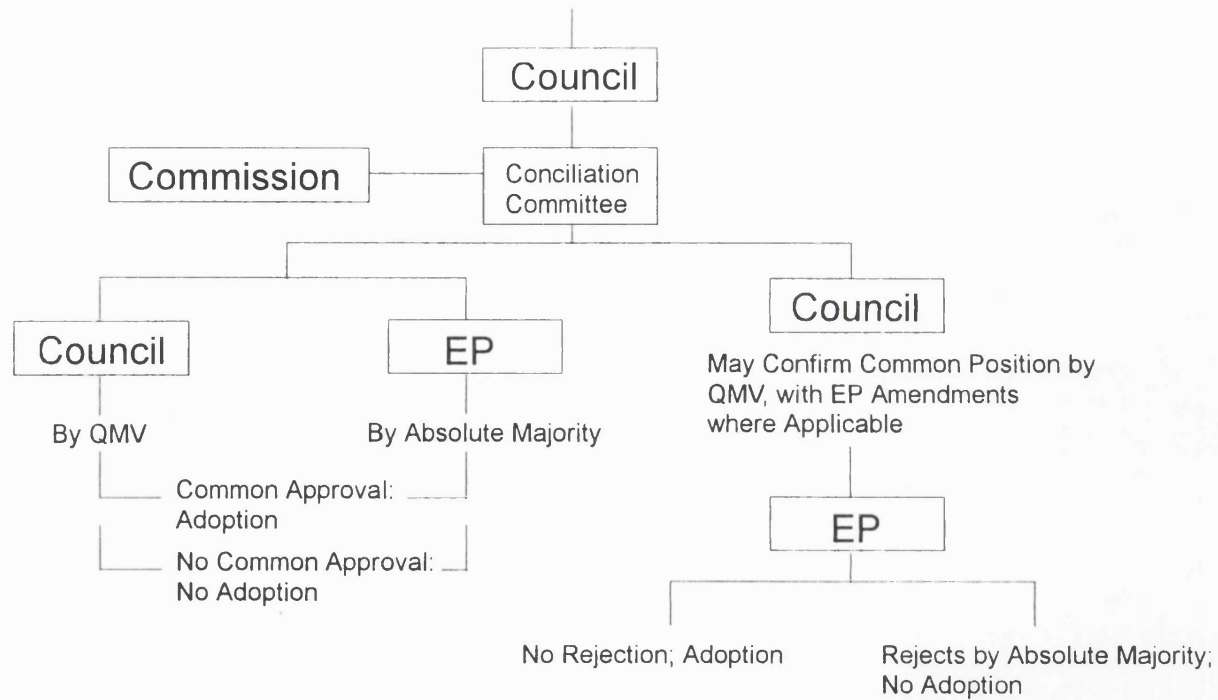 Council
Commission
Conciliation
Committee
Council
EP
Council
By QMV
By Absolute Majority
May Confirm Common Position by
QMV, with EP Amendments
where Applicable
Common Approval:
Adoption
No Common Approval:
No Adoption
EP
No Rejection; Adoption
Rejects by Absolute Majority;
No Adoption